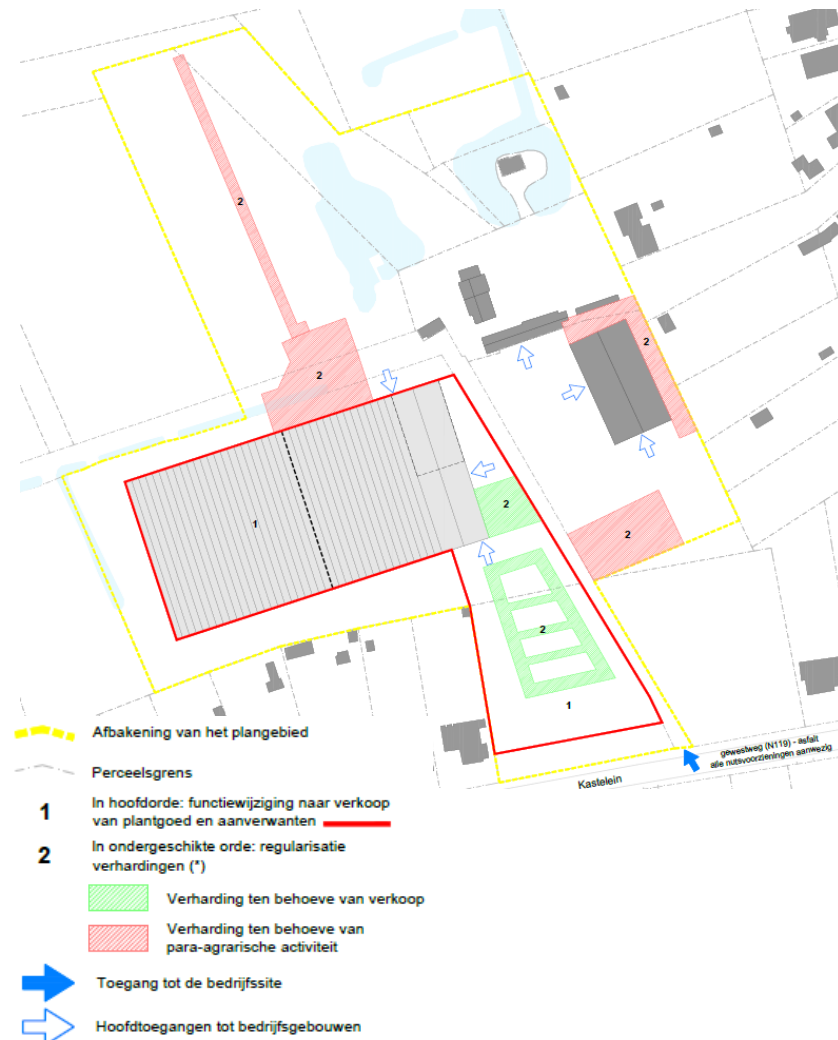 2
2
2
1
2
2
2
1
gewestweg (N119) - asfalt
alle nutsvoorzieningen aanwezig
Kastelein
Afbakening van het plangebied
Perceelsgrens
1
In hoofdorde: functiewijziging naar verkoop
van plantgoed en aanverwanten
2
In ondergeschikte orde: regularisatie
verhardingen (*)
Verharding ten behoeve van verkoop
Verharding ten behoeve van
para-agrarische activiteit
Toegang tot de bedrijfssite
Hoofdtoegangen tot bedrijfsgebouwen